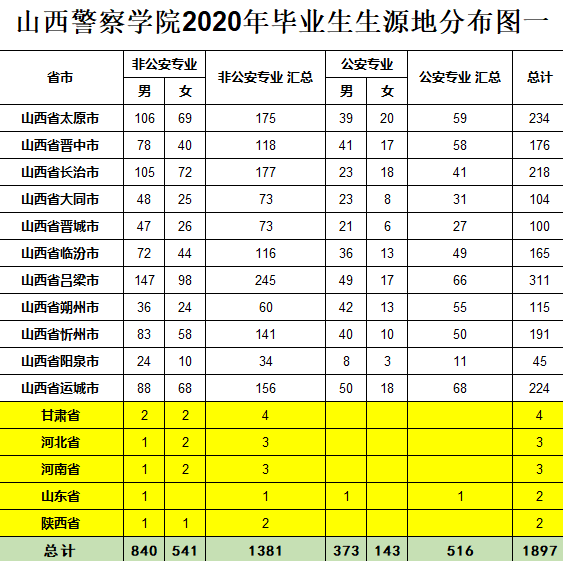 山西警察学院2020年毕业生生源地分布图一
省市 非公安专业 非公安专业 汇总 公安专业 公安专业 汇总 总计
男 女 男 女
山西省太原市 106 69 175 39 20 59 234
山西省晋中市 78 40 118 41 17 58 176
山西省长治市 105 72 177 23 18 41 218
山西省大同市 48 25 73 23 8 31 104
山西省晋城市 47 26 73 21 6 27 100
山西省临汾市 72 44 116 36 13 49 165
山西省吕梁市 147 98 245 49 17 66 311
山西省朔州市 36 24 60 42 13 55 115
山西省忻州市 83 58 141 40 10 50 191
山西省阳泉市 24 10 34 8 3 11 45
山西省运城市 88 68 156 50 18 68 224
甘肃省 2 2 4 4
河北省 1 2 3 3
河南省 1 2 3 3
山东省 1 1 1 1 2
陕西省 1 1 2 2
总计 840 541 1381 373 143 516 1897